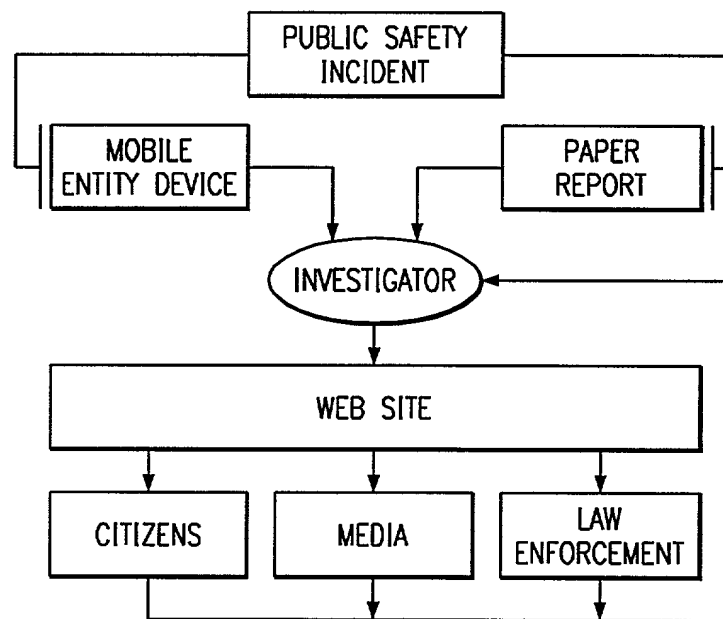 PUBLIC SAFETY
INCIDENT
MOBILE
ENTITY DEVICE
PAPER
REPORT
INVESTIGATOR
WEB SITE
CITIZENS
MEDIA
LAW
ENFORCEMENT